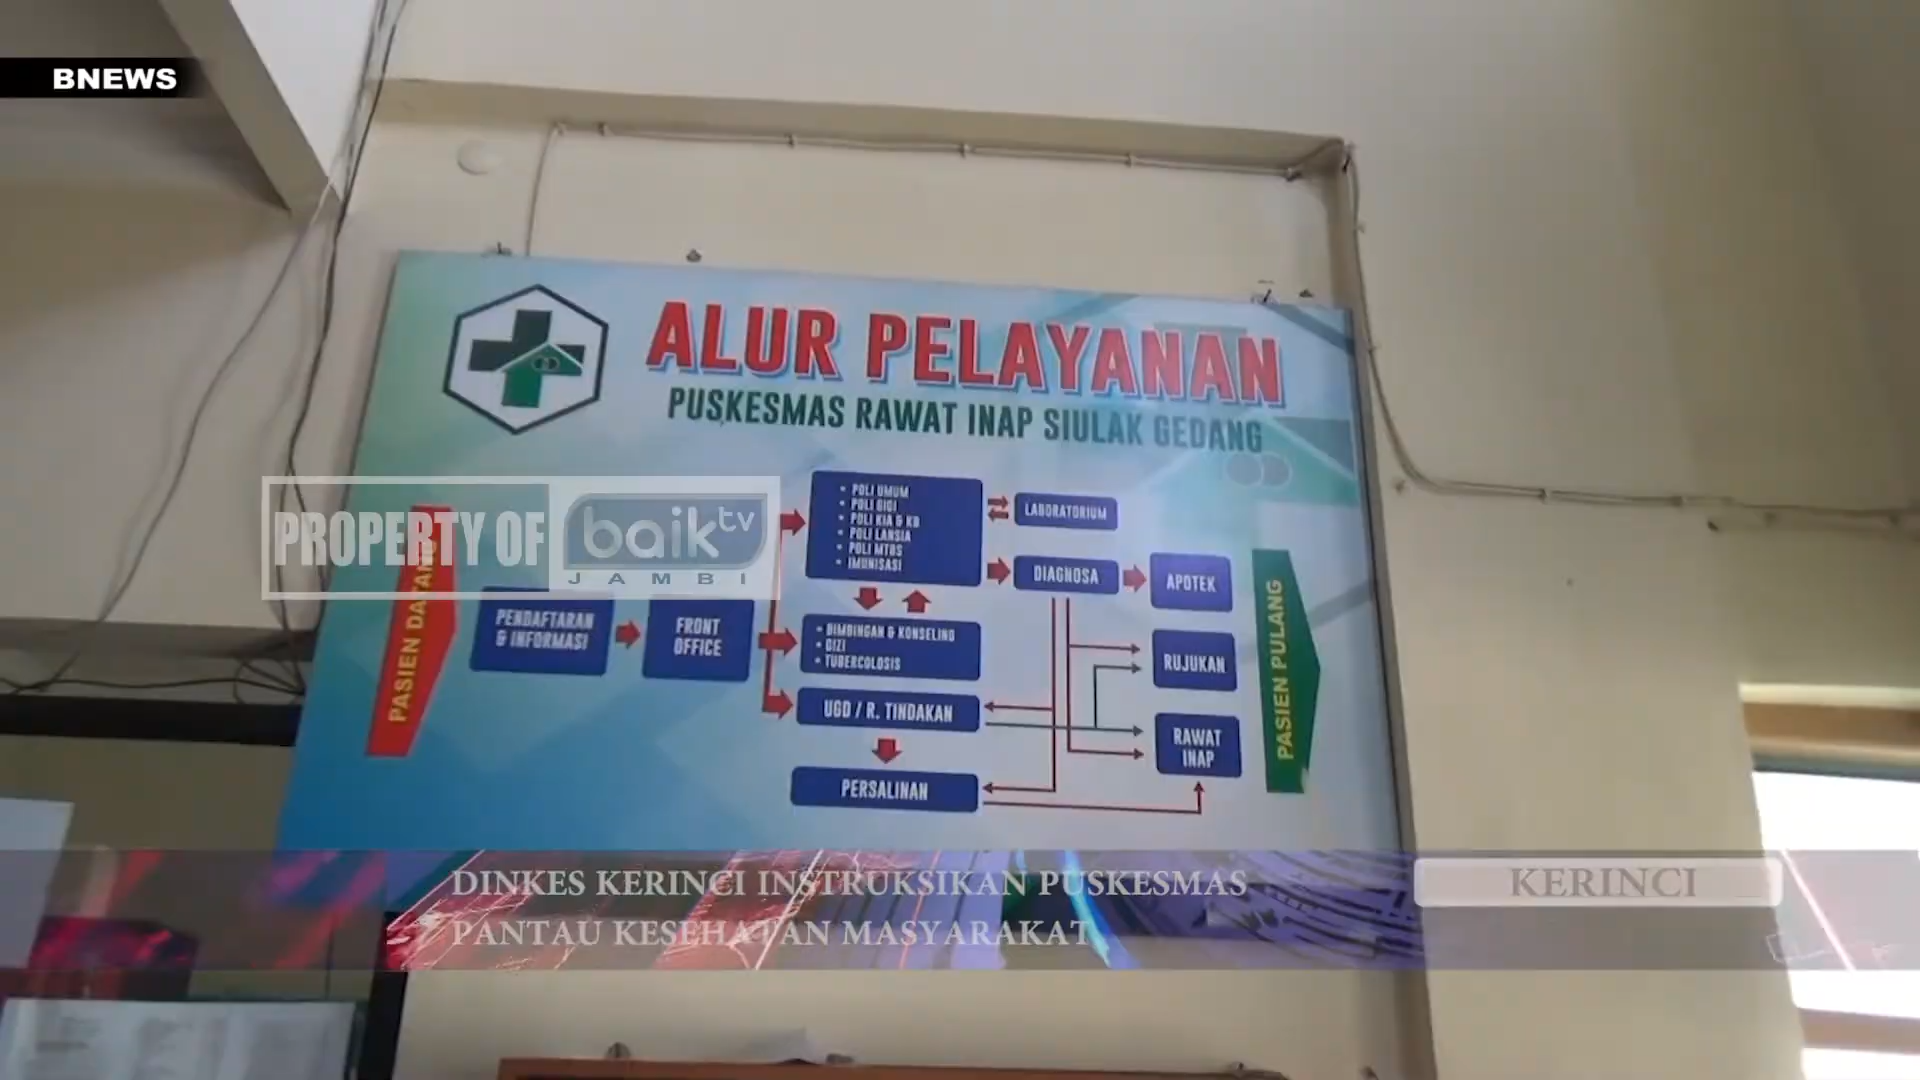 BNEWS
ALUR PELAYANAN
PUSKESMAS RAWAT INAP SIULAK GEDANG
PROPERTY OF baik tv
JAMBI
PASIEN DATANG
PENDAFTARAN
& INFORMASI
FRONT
OFFICE
• POLI UMUM
• POLI GIGI
• POLI KIA & KB
• POLI LANSIA
• POLI MTBS
• IMUNISASI
• BIMBINGAN & KONSELING
• GIZI
• TUBERCOLOSIS
UGD / R. TINDAKAN
PERSALINAN
LABORATORIUM
DIAGNOSA
APOTEK
RUJUKAN
RAWAT
INAP
PASIEN PULANG
DINKES KERINCI INSTRUKSIKAN PUSKESMAS
PANTAU KESEHATAN MASYARAKAT
KERINCI